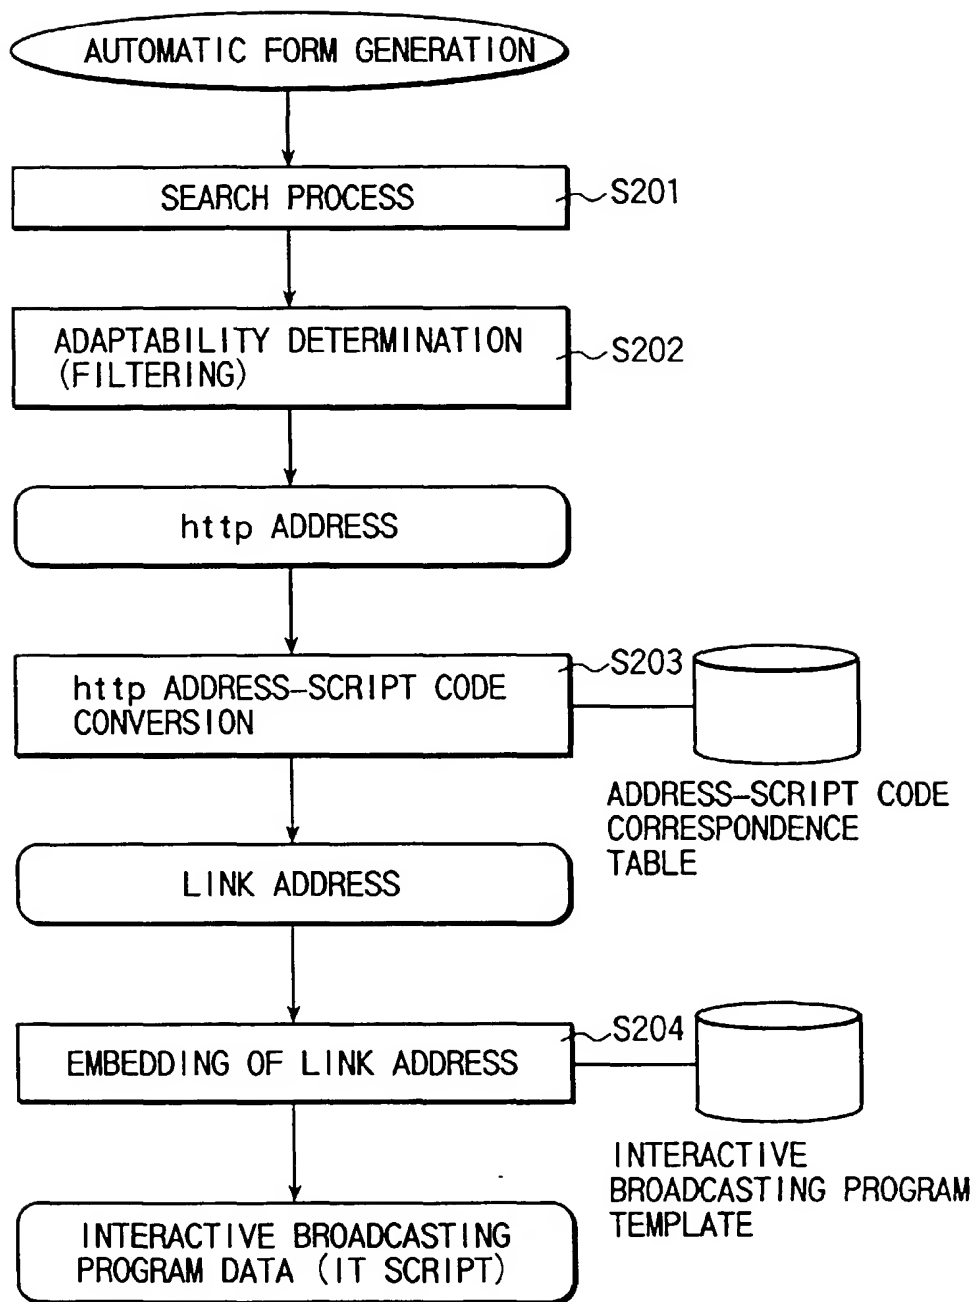 AUTOMATIC FORM GENERATION
SEARCH PROCESS
S201
ADAPTABILITY DETERMINATION
(FILTERING)
S202
http ADDRESS
S203
http ADDRESS-SCRIPT CODE
CONVERSION
ADDRESS-SCRIPT CODE
CORRESPONDENCE
TABLE
LINK ADDRESS
S204
EMBEDDING OF LINK ADDRESS
INTERACTIVE
BROADCASTING PROGRAM
TEMPLATE
INTERACTIVE BROADCASTING
PROGRAM DATA (IT SCRIPT)